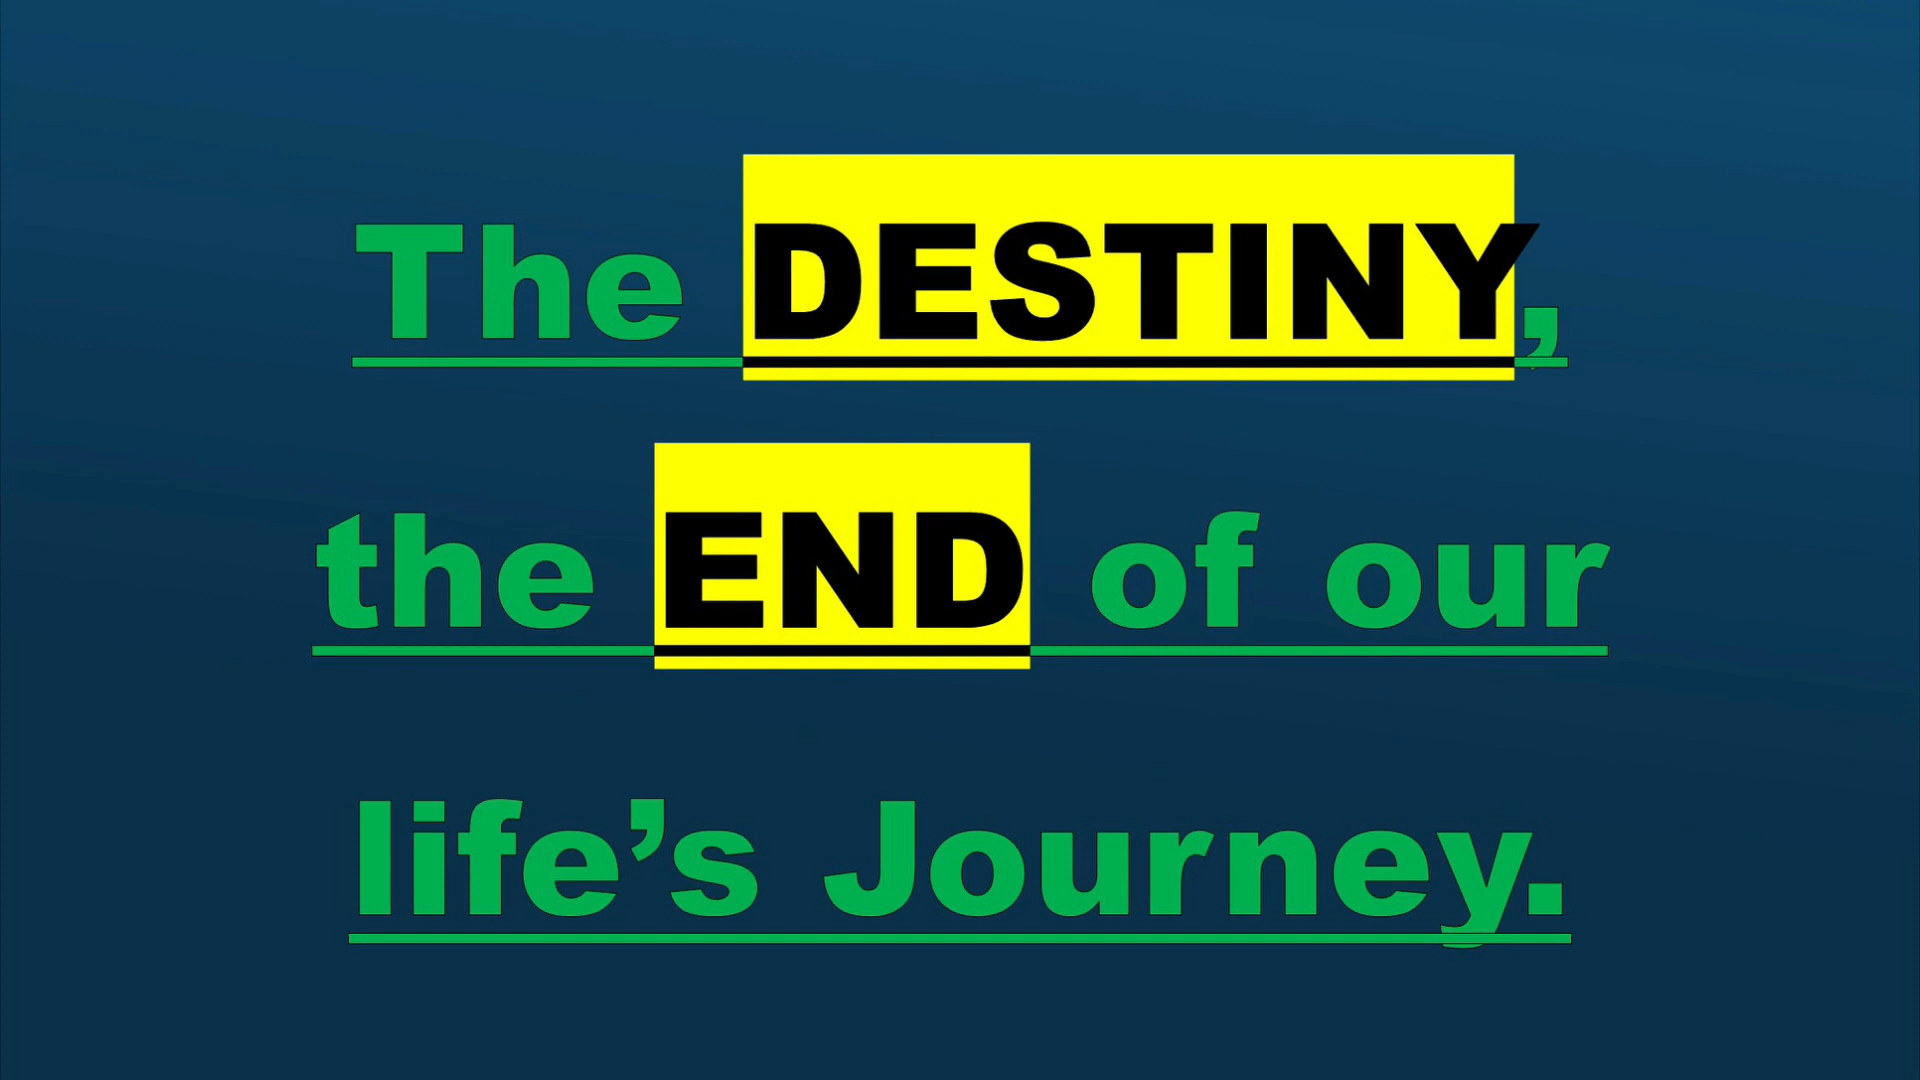 The DESTINY,
the END of our
life’s Journey.